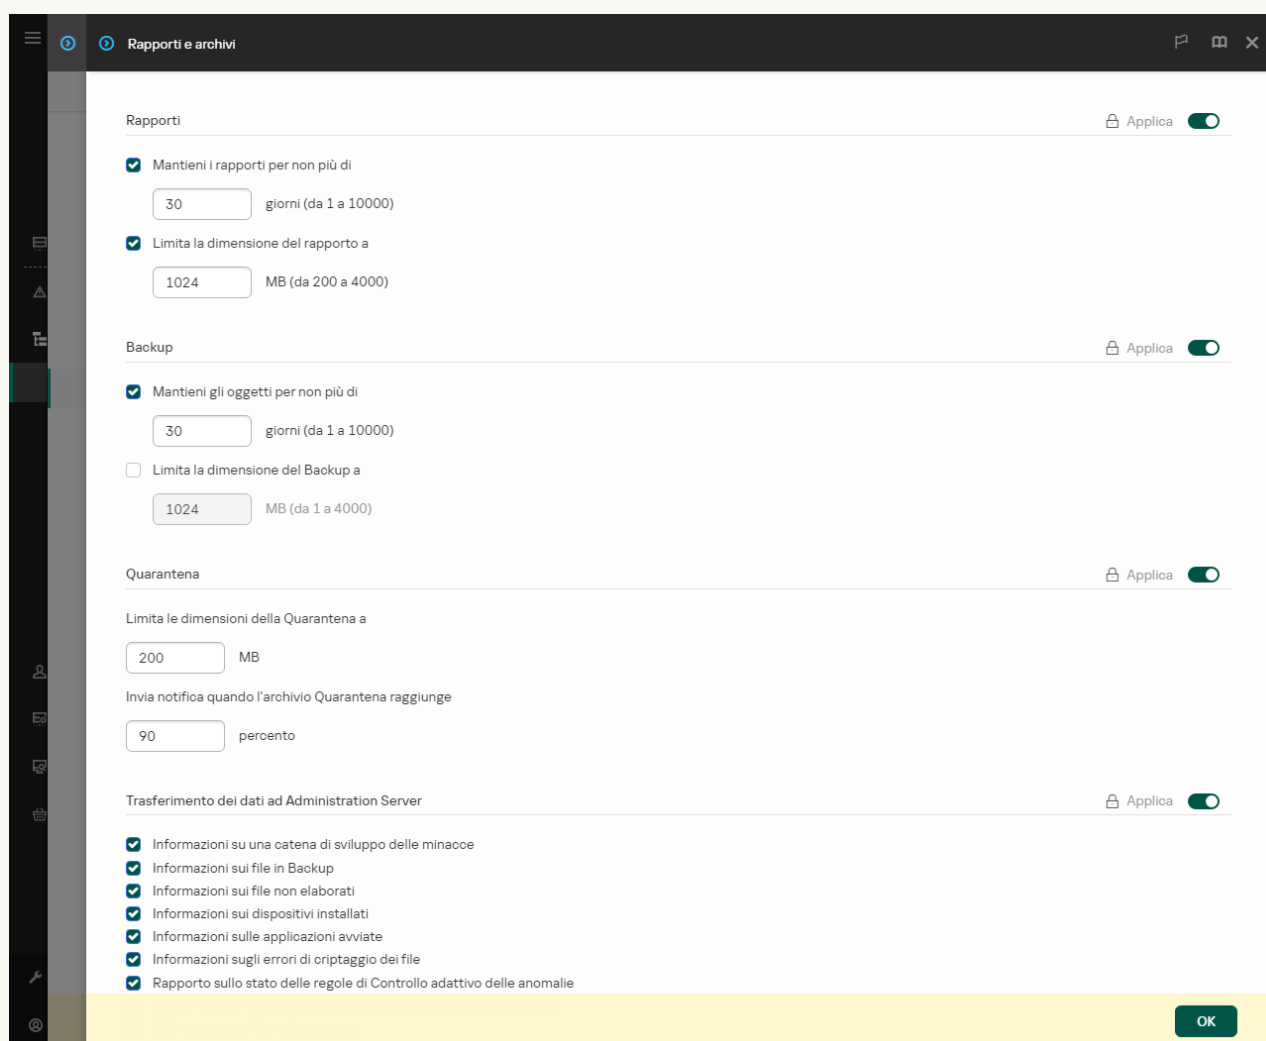 Rapporti e archivi
Rapporti
Applica
Mantieni i rapporti per non più di
30 giorni (da 1 a 10000)
Limita la dimensione del rapporto a
1024 MB (da 200 a 4000)
Backup
Applica
Mantieni gli oggetti per non più di
30 giorni (da 1 a 10000)
Limita la dimensione del Backup a
1024 MB (da 1 a 4000)
Quarantena
Applica
Limita le dimensioni della Quarantena a
200 MB
Invia notifica quando l'archivio Quarantena raggiunge
90 percento
Trasferimento dei dati ad Administration Server
Applica
Informazioni su una catena di sviluppo delle minacce
Informazioni sui file in Backup
Informazioni sui file non elaborati
Informazioni sui dispositivi installati
Informazioni sulle applicazioni avviate
Informazioni sugli errori di criptaggio dei file
Rapporto sullo stato delle regole di Controllo adattivo delle anomalie
OK